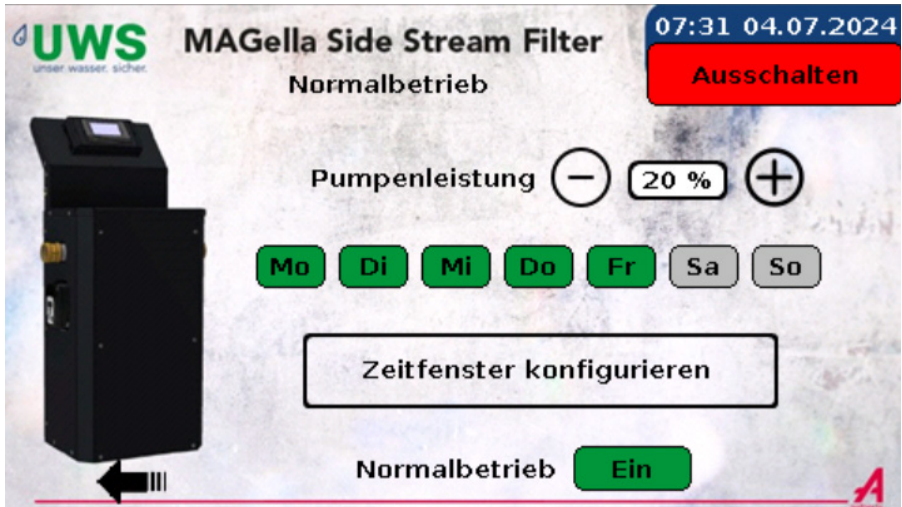 UWS
unser. wasser. sicher.
MAGella Side Stream Filter
07:31 04.07.2024
Normalbetrieb
Ausschalten
Pumpenleistung − 20 % +
Mo Di Mi Do Fr Sa So
Zeitfenster konfigurieren
Normalbetrieb Ein